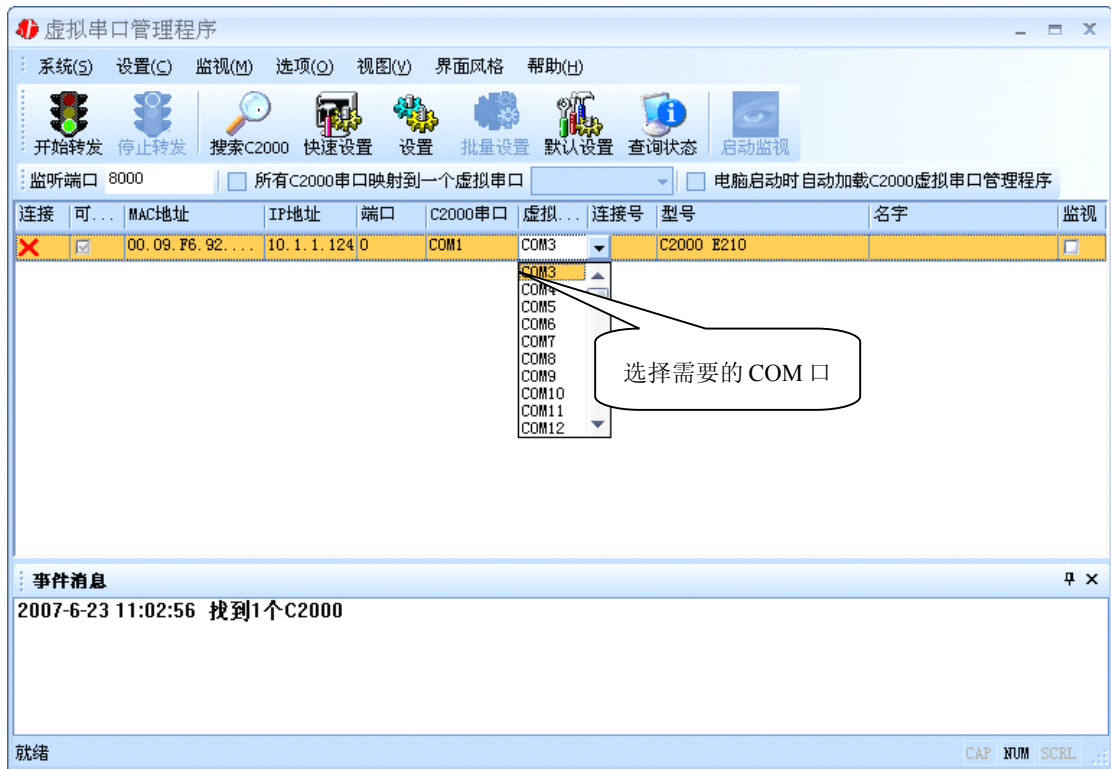 虚拟串口管理程序
系统(S) 设置(C) 监视(M) 选项(O) 视图(V) 界面风格 帮助(H)
开始转发 停止转发 搜索C2000 快速设置 设置 批量设置 默认设置 查询状态 启动监视
监听端口 8000 所有C2000串口映射到一个虚拟串口 电脑启动时自动加载C2000虚拟串口管理程序
连接 可... MAC地址 IP地址 端口 C2000串口 虚拟... 连接号 型号 名字 监视
00.09.F6.92.... 10.1.1.124 0 COM1 COM3 C2000 E210
COM3
COM4
COM5
COM6
COM7
COM8
COM9
COM10
COM11
COM12
选择需要的 COM 口
事件消息
2007-6-23 11:02:56 找到1个C2000
就绪 CAP NUM SCRL